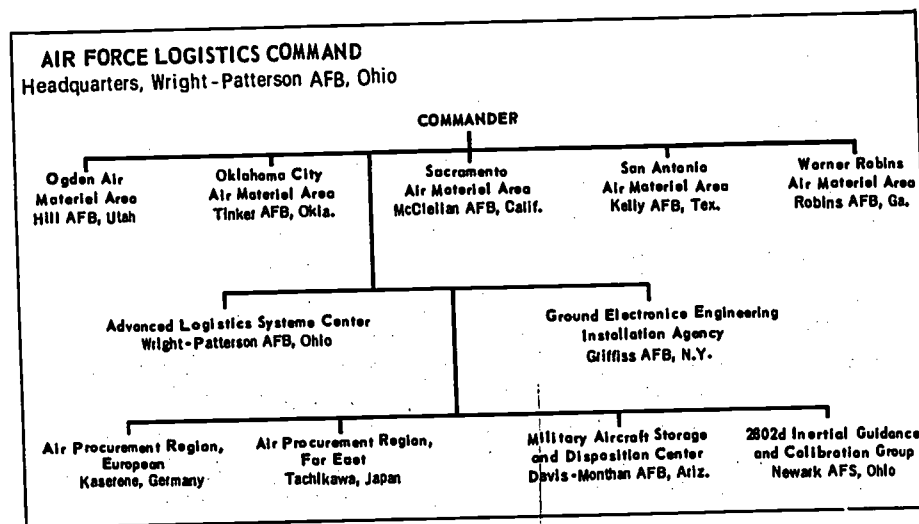 AIR FORCE LOGISTICS COMMAND
Headquarters, Wright-Patterson AFB, Ohio
COMMANDER
Ogden Air
Materiel Area
Hill AFB, Utah
Oklahoma City
Air Materiel Area
Tinker AFB, Okla.
Sacramento
Air Materiel Area
McClellan AFB, Calif.
San Antonio
Air Materiel Area
Kelly AFB, Tex.
Warner Robins
Air Materiel Area
Robins AFB, Ga.
Advanced Logistics Systems Center
Wright-Patterson AFB, Ohio
Ground Electronics Engineering
Installation Agency
Griffiss AFB, N.Y.
Air Procurement Region,
European
Kaserone, Germany
Air Procurement Region,
Far East
Tachikawa, Japan
Military Aircraft Storage
and Disposition Center
Davis-Monthan AFB, Ariz.
2802d Inertial Guidance
and Calibration Group
Newark AFS, Ohio